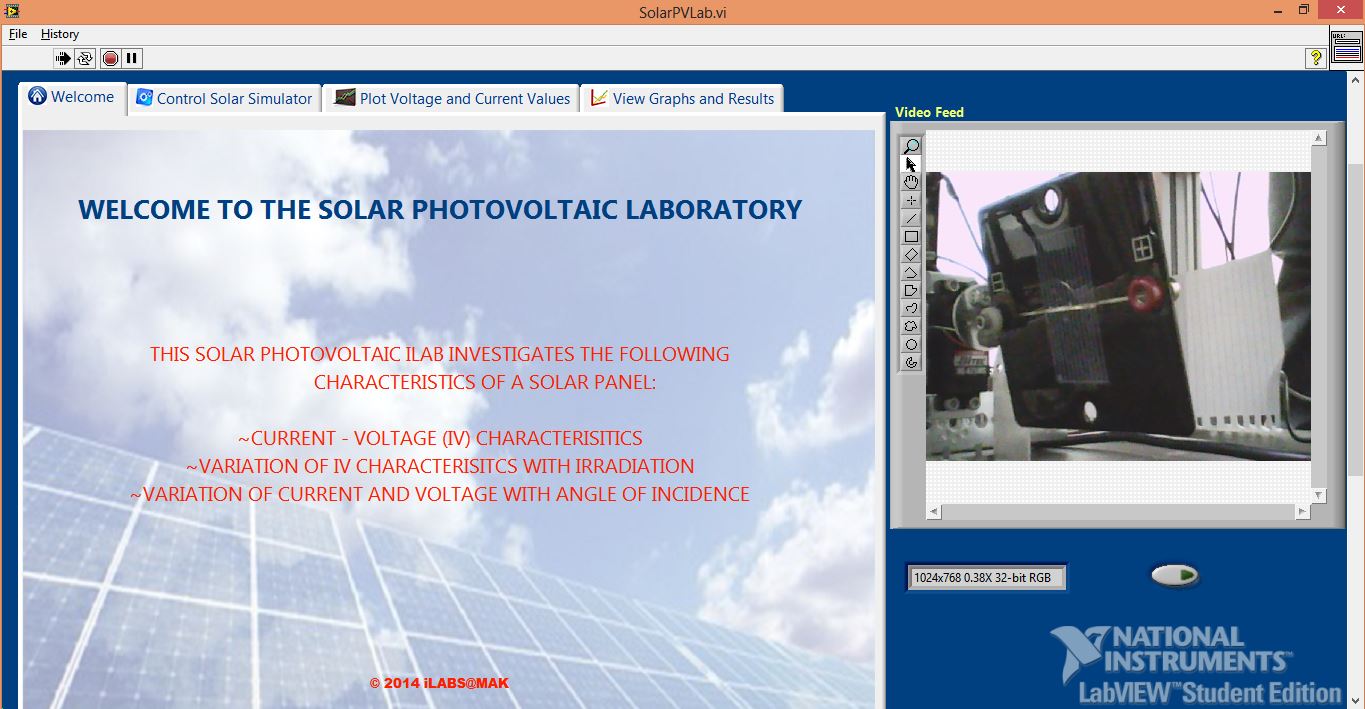 SolarPVLab.vi
File History
URL:
Welcome
Control Solar Simulator
Plot Voltage and Current Values
View Graphs and Results
Video Feed
WELCOME TO THE SOLAR PHOTOVOLTAIC LABORATORY
THIS SOLAR PHOTOVOLTAIC ILAB INVESTIGATES THE FOLLOWING
CHARACTERISTICS OF A SOLAR PANEL:
~CURRENT - VOLTAGE (IV) CHARACTERISITICS
~VARIATION OF IV CHARACTERISITCS WITH IRRADIATION
~VARIATION OF CURRENT AND VOLTAGE WITH ANGLE OF INCIDENCE
© 2014 iLABS@MAK
1024x768 0.38X 32-bit RGB
NATIONAL
INSTRUMENTS™
LabVIEW™ Student Edition